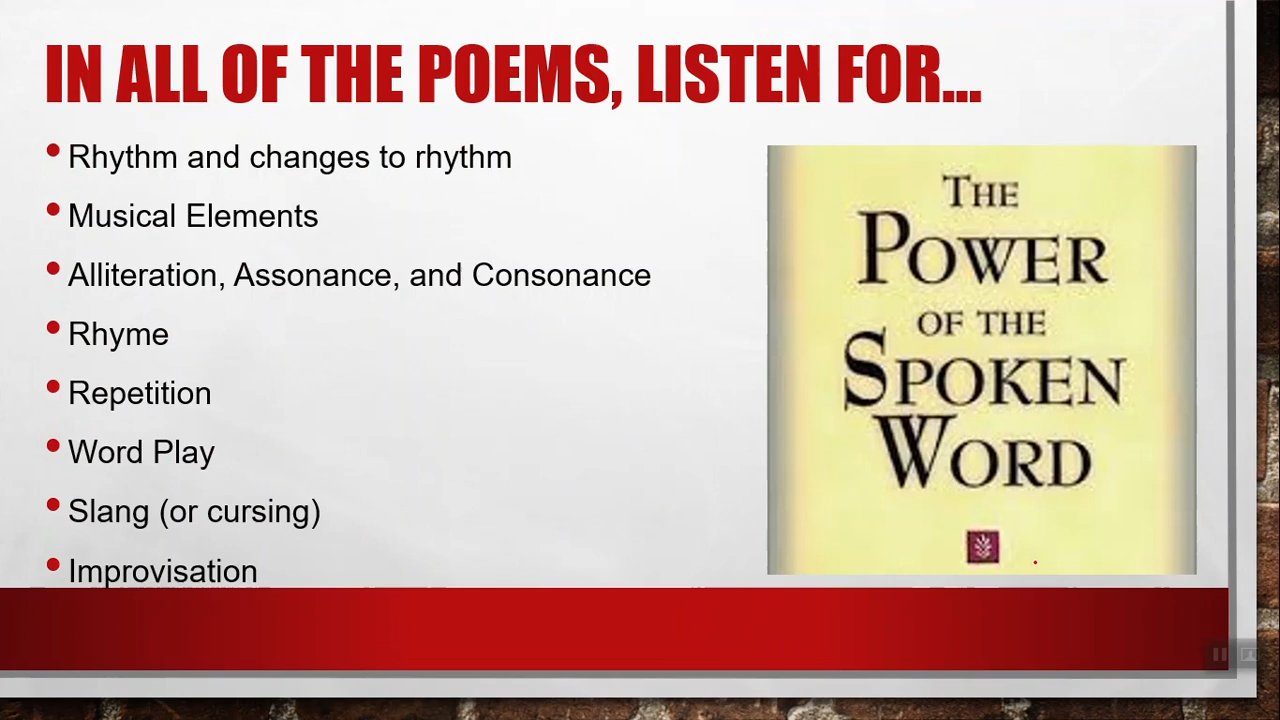 IN ALL OF THE POEMS, LISTEN FOR...
• Rhythm and changes to rhythm
• Musical Elements
• Alliteration, Assonance, and Consonance
• Rhyme
• Repetition
• Word Play
• Slang (or cursing)
• Improvisation
THE
POWER
OF THE
SPOKEN
WORD